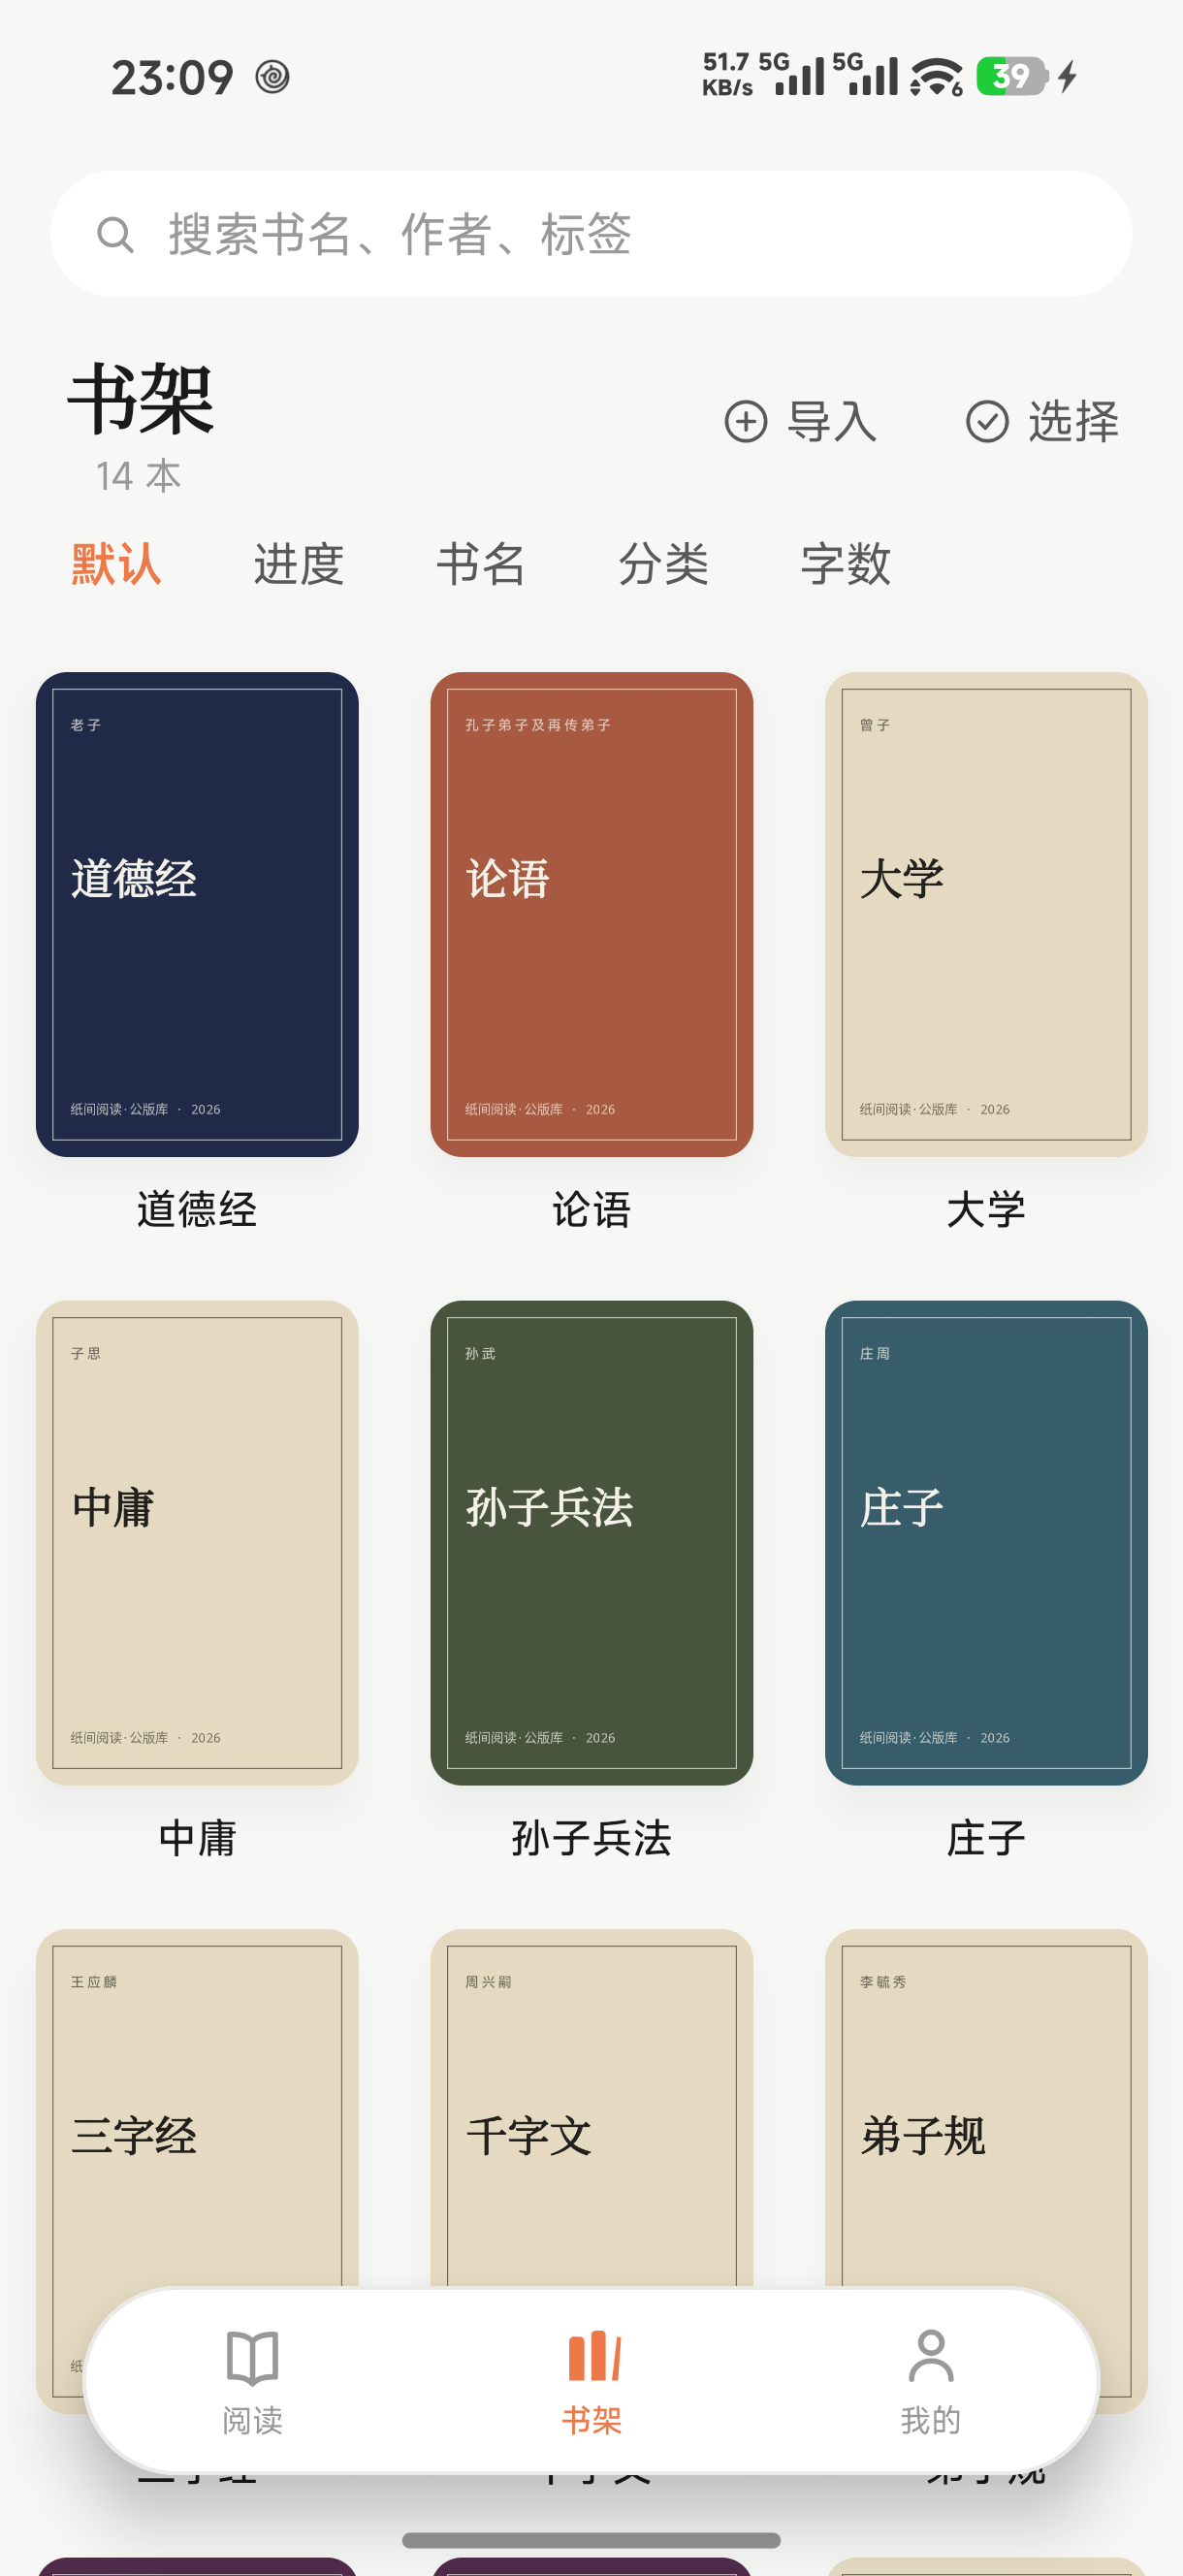 23:09
51.7 KB/s 5G 5G 6 39
搜索书名、作者、标签
书架
导入 选择
14 本
默认 进度 书名 分类 字数
老子
道德经
纸间阅读·公版库 · 2026
道德经
孔子弟子及再传弟子
论语
纸间阅读·公版库 · 2026
论语
曾子
大学
纸间阅读·公版库 · 2026
大学
子思
中庸
纸间阅读·公版库 · 2026
中庸
孙武
孙子兵法
纸间阅读·公版库 · 2026
孙子兵法
庄周
庄子
纸间阅读·公版库 · 2026
庄子
王应麟
三字经
纸
周兴嗣
千字文
李毓秀
弟子规
阅读 书架 我的